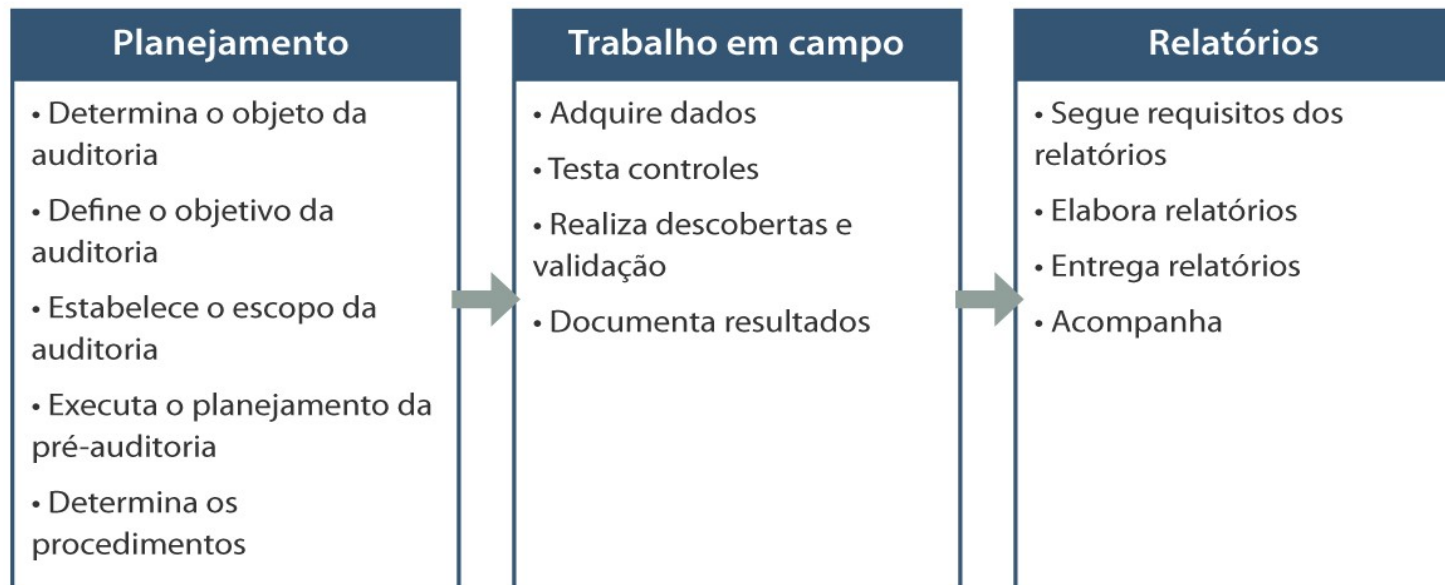 Planejamento
• Determina o objeto da
auditoria
• Define o objetivo da
auditoria
• Estabelece o escopo da
auditoria
• Executa o planejamento da
pré-auditoria
• Determina os
procedimentos
Trabalho em campo
• Adquire dados
• Testa controles
• Realiza descobertas e
validação
• Documenta resultados
Relatórios
• Segue requisitos dos
relatórios
• Elabora relatórios
• Entrega relatórios
• Acompanha